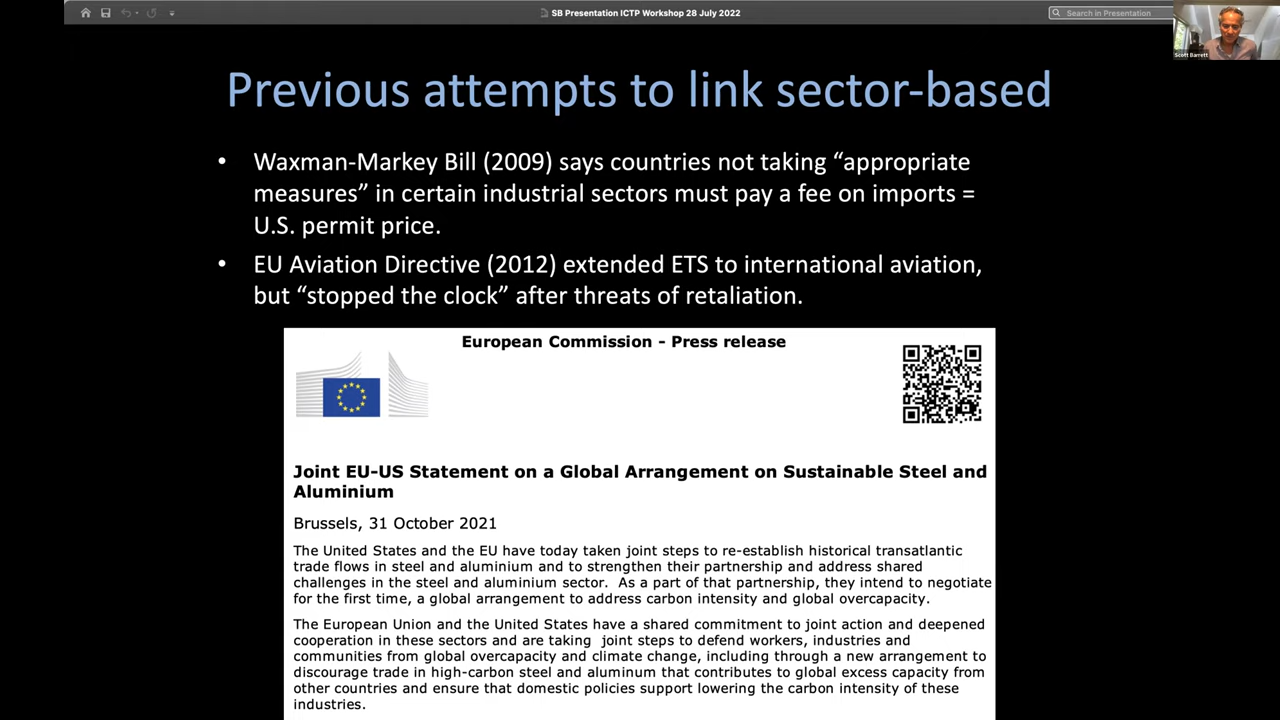 SB Presentation ICTP Workshop 28 July 2022
Search in Presentation
Scott Barrett
Previous attempts to link sector-based
• Waxman-Markey Bill (2009) says countries not taking “appropriate
measures” in certain industrial sectors must pay a fee on imports =
U.S. permit price.
• EU Aviation Directive (2012) extended ETS to international aviation,
but “stopped the clock” after threats of retaliation.
European Commission - Press release
Joint EU-US Statement on a Global Arrangement on Sustainable Steel and
Aluminium
Brussels, 31 October 2021
The United States and the EU have today taken joint steps to re-establish historical transatlantic
trade flows in steel and aluminium and to strengthen their partnership and address shared
challenges in the steel and aluminium sector. As a part of that partnership, they intend to negotiate
for the first time, a global arrangement to address carbon intensity and global overcapacity.
The European Union and the United States have a shared commitment to joint action and deepened
cooperation in these sectors and are taking joint steps to defend workers, industries and
communities from global overcapacity and climate change, including through a new arrangement to
discourage trade in high-carbon steel and aluminum that contributes to global excess capacity from
other countries and ensure that domestic policies support lowering the carbon intensity of these
industries.